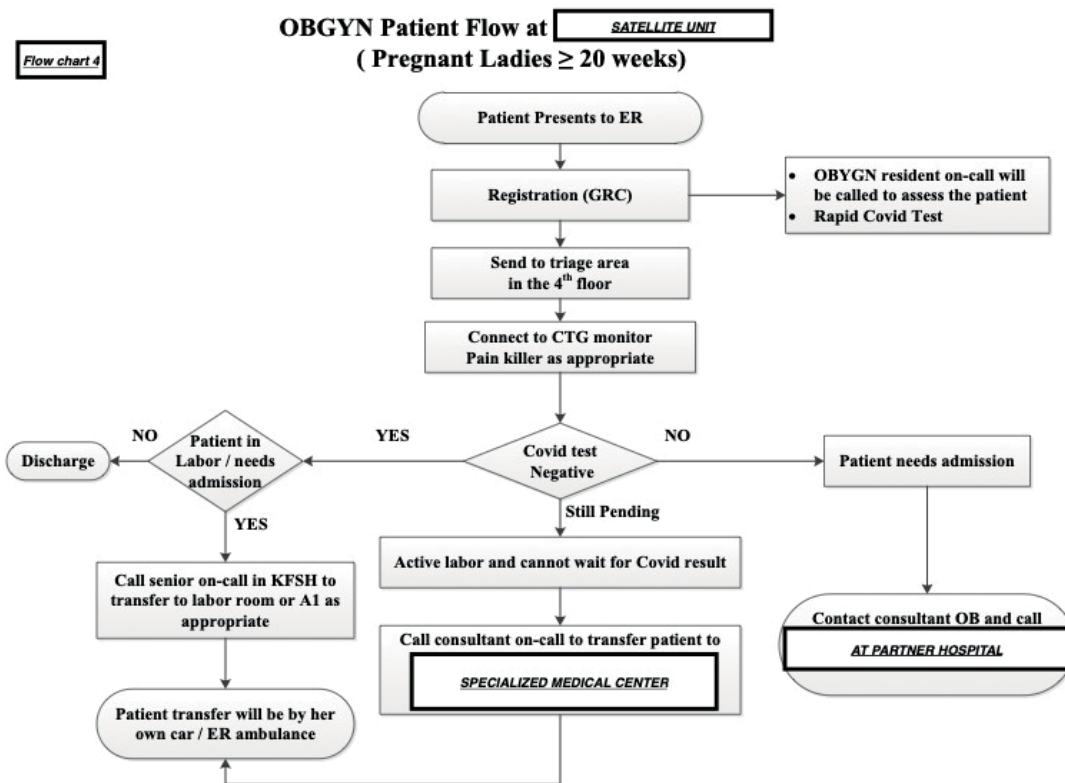 OBGYN Patient Flow at SATELLITE UNIT
( Pregnant Ladies ≥ 20 weeks)
Flow chart 4
Patient Presents to ER
Registration (GRC)
• OBYGN resident on-call will
be called to assess the patient
• Rapid Covid Test
Send to triage area
in the 4th floor
Connect to CTG monitor
Pain killer as appropriate
Covid test
Negative
YES
NO
Still Pending
Patient in
Labor / needs
admission
NO
Discharge
YES
Call senior on-call in KFSH to
transfer to labor room or A1 as
appropriate
Patient transfer will be by her
own car / ER ambulance
Active labor and cannot wait for Covid result
Call consultant on-call to transfer patient to
SPECIALIZED MEDICAL CENTER
Patient needs admission
Contact consultant OB and call
AT PARTNER HOSPITAL